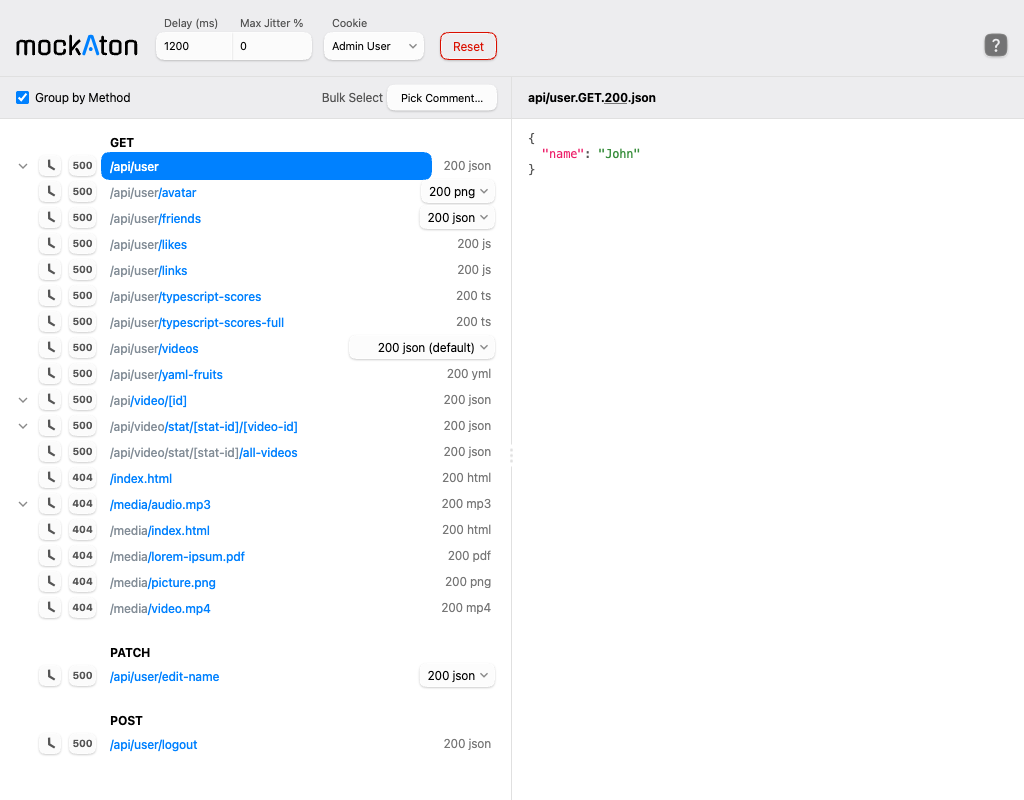 mockAton
Delay (ms) Max Jitter % Cookie
1200 0 Admin User Reset ?
Group by Method Bulk Select Pick Comment...
api/user.GET.200.json
GET
500 /api/user 200 json
500 /api/user/avatar 200 png
500 /api/user/friends 200 json
500 /api/user/likes 200 js
500 /api/user/links 200 js
500 /api/user/typescript-scores 200 ts
500 /api/user/typescript-scores-full 200 ts
500 /api/user/videos 200 json (default)
500 /api/user/yaml-fruits 200 yml
500 /api/video/[id] 200 json
500 /api/video/stat/[stat-id]/[video-id] 200 json
500 /api/video/stat/[stat-id]/all-videos 200 json
404 /index.html 200 html
404 /media/audio.mp3 200 mp3
404 /media/index.html 200 html
404 /media/lorem-ipsum.pdf 200 pdf
404 /media/picture.png 200 png
404 /media/video.mp4 200 mp4
PATCH
500 /api/user/edit-name 200 json
POST
500 /api/user/logout 200 json
{
"name": "John"
}